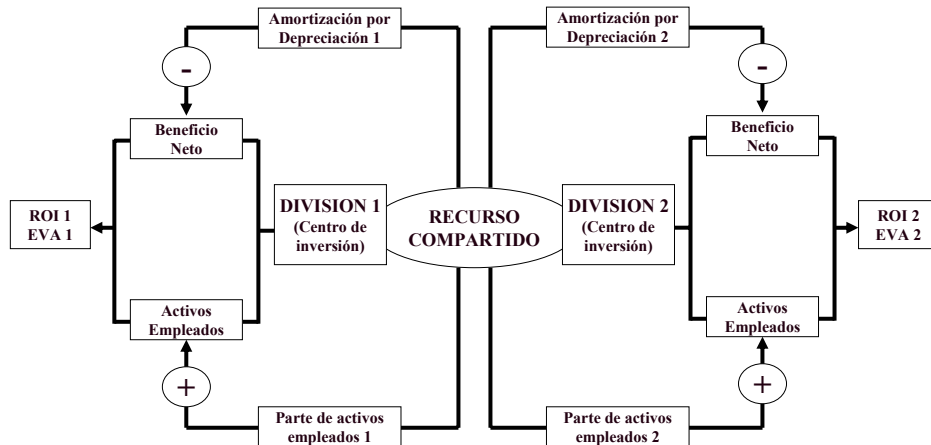 Amortización por
Depreciación 1
Amortización por
Depreciación 2
-
-
Beneficio
Neto
Beneficio
Neto
ROI 1
EVA 1
DIVISION 1
(Centro de
inversión)
RECURSO
COMPARTIDO
DIVISION 2
(Centro de
inversión)
ROI 2
EVA 2
Activos
Empleados
Activos
Empleados
+
+
Parte de activos
empleados 1
Parte de activos
empleados 2